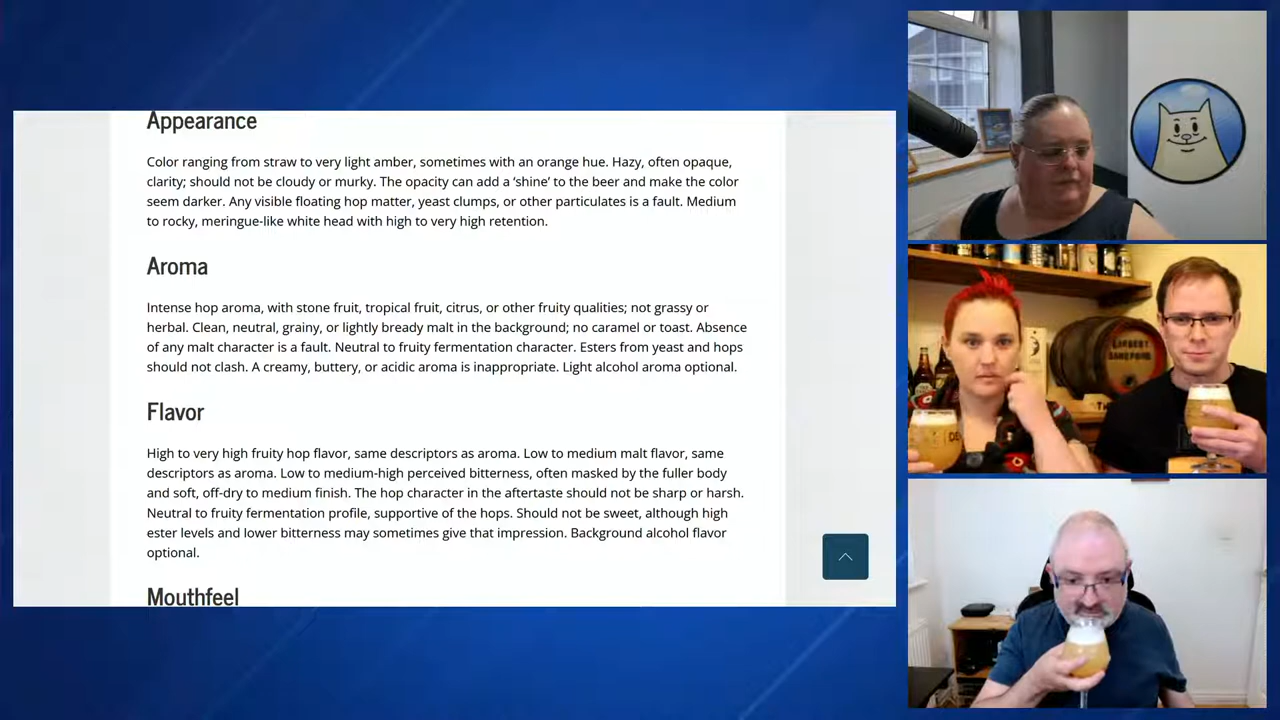 Appearance
Color ranging from straw to very light amber, sometimes with an orange hue. Hazy, often opaque,
clarity; should not be cloudy or murky. The opacity can add a ‘shine’ to the beer and make the color
seem darker. Any visible floating hop matter, yeast clumps, or other particulates is a fault. Medium
to rocky, meringue-like white head with high to very high retention.
Aroma
Intense hop aroma, with stone fruit, tropical fruit, citrus, or other fruity qualities; not grassy or
herbal. Clean, neutral, grainy, or lightly bready malt in the background; no caramel or toast. Absence
of any malt character is a fault. Neutral to fruity fermentation character. Esters from yeast and hops
should not clash. A creamy, buttery, or acidic aroma is inappropriate. Light alcohol aroma optional.
Flavor
High to very high fruity hop flavor, same descriptors as aroma. Low to medium malt flavor, same
descriptors as aroma. Low to medium-high perceived bitterness, often masked by the fuller body
and soft, off-dry to medium finish. The hop character in the aftertaste should not be sharp or harsh.
Neutral to fruity fermentation profile, supportive of the hops. Should not be sweet, although high
ester levels and lower bitterness may sometimes give that impression. Background alcohol flavor
optional.
Mouthfeel